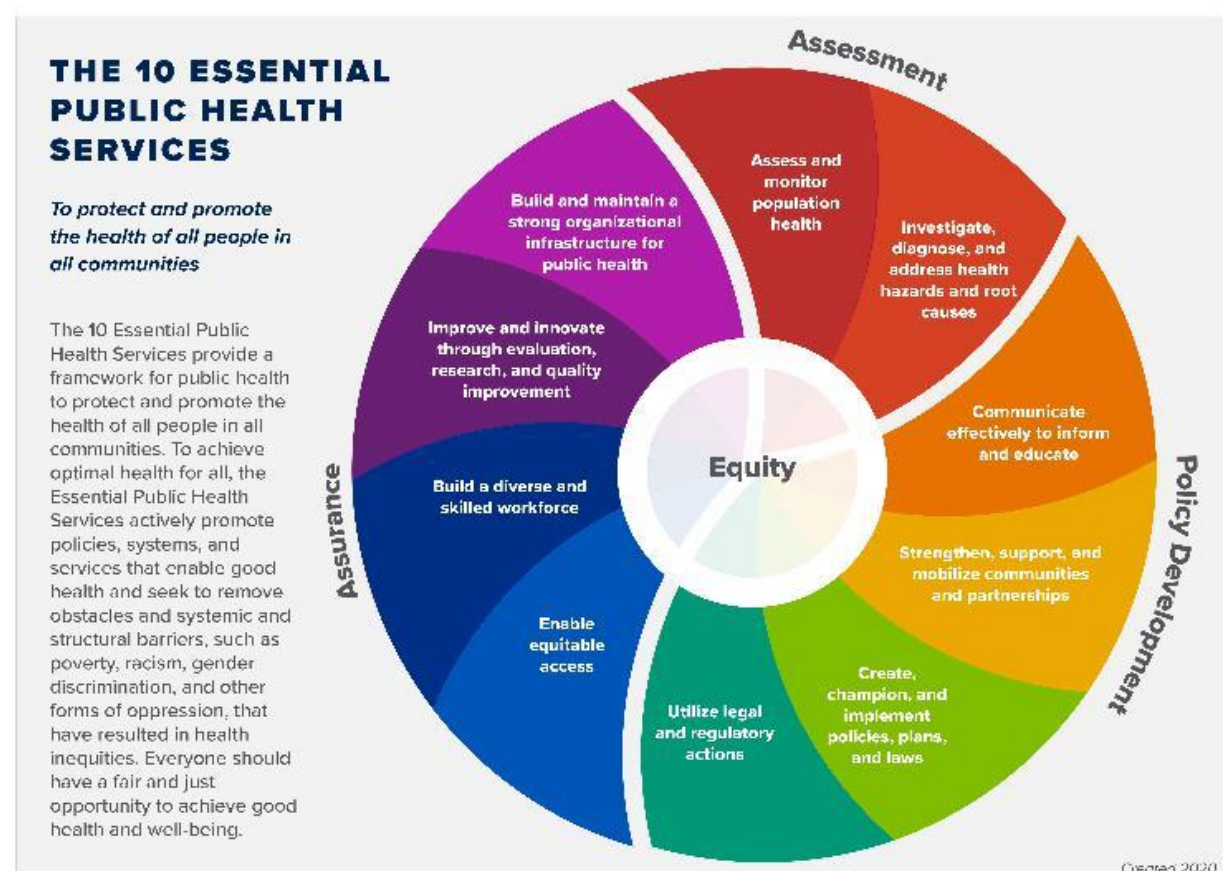 THE 10 ESSENTIAL
PUBLIC HEALTH
SERVICES
To protect and promote
the health of all people in
all communities
The 10 Essential Public
Health Services provide a
framework for public health
to protect and promote the
health of all people in all
communities. To achieve
optimal health for all, the
Essential Public Health
Services actively promote
policies, systems, and
services that enable good
health and seek to remove
obstacles and systemic and
structural barriers, such as
poverty, racism, gender
discrimination, and other
forms of oppression, that
have resulted in health
inequities. Everyone should
have a fair and just
opportunity to achieve good
health and well-being.
Assessment
Assess and
monitor
population
health
Investigate,
diagnose, and
address health
hazards and root
causes
Policy Development
Communicate
effectively to inform
and educate
Strengthen, support, and
mobilize communities
and partnerships
Create,
champion, and
implement
policies, plans,
and laws
Utilize legal
and regulatory
actions
Assurance
Enable
equitable
access
Build a diverse and
skilled workforce
Improve and innovate
through evaluation,
research, and quality
improvement
Build and maintain a
strong organizational
infrastructure for
public health
Equity
Created 2020